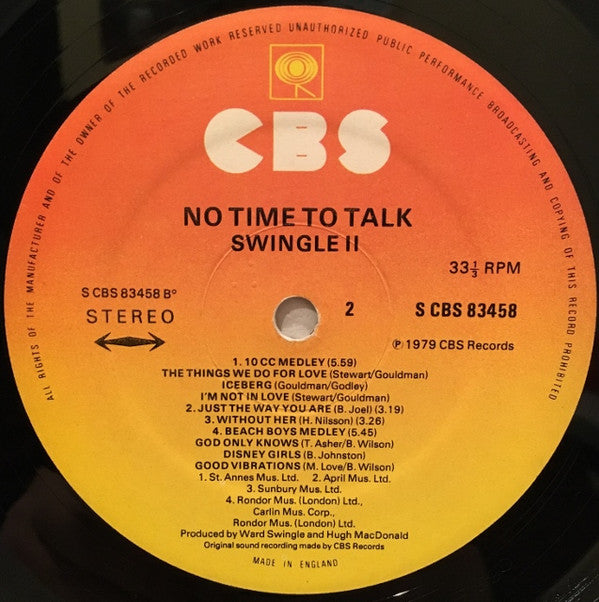 ALL RIGHTS OF THE MANUFACTURER AND OF THE OWNER OF THE RECORDED WORK RESERVED UNAUTHORIZED PUBLIC PERFORMANCE BROADCASTING AND COPYING OF THIS RECORD PROHIBITED
CBS
NO TIME TO TALK
SWINGLE II
33 1/3 RPM
S CBS 83458 Bº
STEREO
2
S CBS 83458
℗ 1979 CBS Records
1. 10 CC MEDLEY (5.59)
THE THINGS WE DO FOR LOVE (Stewart/Gouldman)
ICEBERG (Gouldman/Godley)
I'M NOT IN LOVE (Stewart/Gouldman)
2. JUST THE WAY YOU ARE (B. Joel) (3.19)
3. WITHOUT HER (H. Nilsson) (3.26)
4. BEACH BOYS MEDLEY (5.45)
GOD ONLY KNOWS (T. Asher/B. Wilson)
DISNEY GIRLS (B. Johnston)
GOOD VIBRATIONS (M. Love/B. Wilson)
1. St. Annes Mus. Ltd. 2. April Mus. Ltd.
3. Sunbury Mus. Ltd.
4. Rondor Mus. (London) Ltd.,
Carlin Mus. Corp.,
Rondor Mus. (London) Ltd.
Produced by Ward Swingle and Hugh MacDonald
Original sound recording made by CBS Records
MADE IN ENGLAND